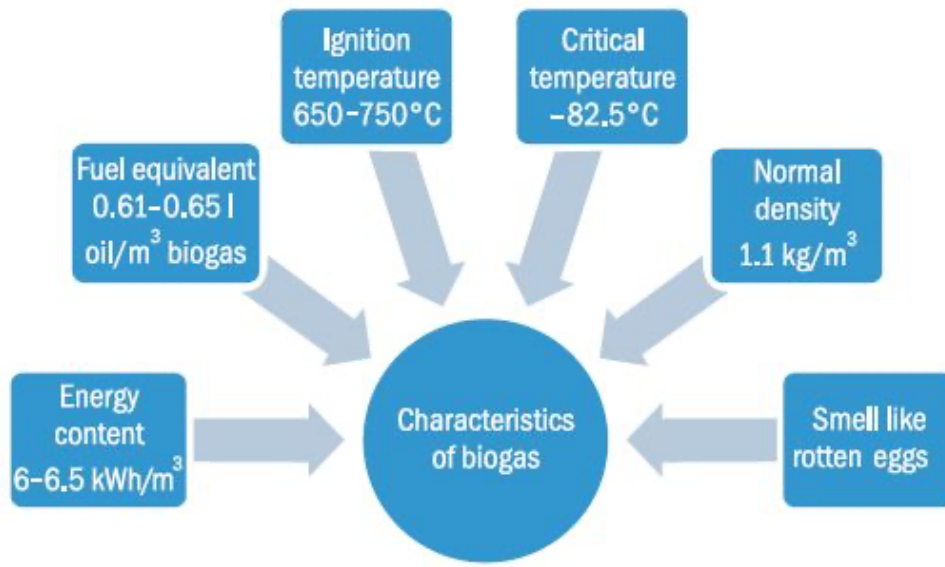 Ignition
temperature
650–750°C
Critical
temperature
–82.5°C
Fuel equivalent
0.61–0.65 l
oil/m³ biogas
Normal
density
1.1 kg/m³
Energy
content
6–6.5 kWh/m³
Characteristics
of biogas
Smell like
rotten eggs